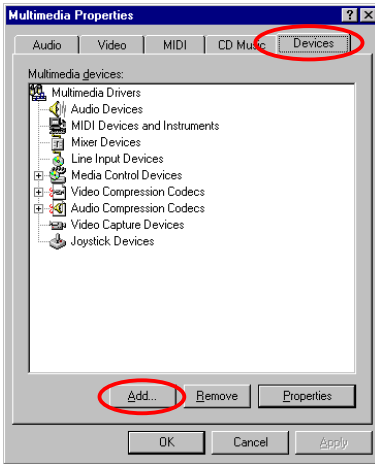 Multimedia Properties
Audio Video MIDI CD Music Devices
Multimedia devices:
Multimedia Drivers
Audio Devices
MIDI Devices and Instruments
Mixer Devices
Line Input Devices
Media Control Devices
Video Compression Codecs
Audio Compression Codecs
Video Capture Devices
Joystick Devices
Add... Remove Properties
OK Cancel Apply